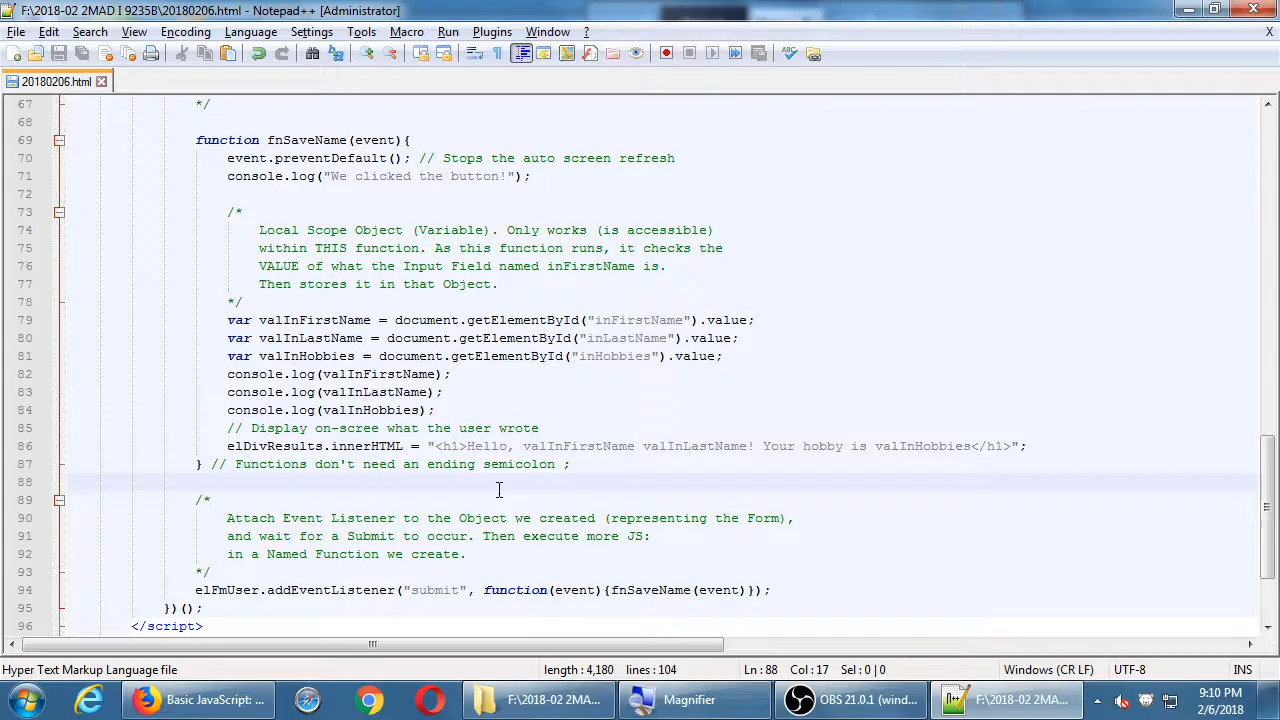 F:\2018-02 2MAD I 9235B\20180206.html - Notepad++ [Administrator]
File Edit Search View Encoding Language Settings Tools Macro Run Plugins Window ? X
20180206.html
67 */
68
69 function fnSaveName(event){
70 event.preventDefault(); // Stops the auto screen refresh
71 console.log("We clicked the button!");
72
73 /*
74 Local Scope Object (Variable). Only works (is accessible)
75 within THIS function. As this function runs, it checks the
76 VALUE of what the Input Field named inFirstName is.
77 Then stores it in that Object.
78 */
79 var valInFirstName = document.getElementById("inFirstName").value;
80 var valInLastName = document.getElementById("inLastName").value;
81 var valInHobbies = document.getElementById("inHobbies").value;
82 console.log(valInFirstName);
83 console.log(valInLastName);
84 console.log(valInHobbies);
85 // Display on-scree what the user wrote
86 elDivResults.innerHTML = "<h1>Hello, valInFirstName valInLastName! Your hobby is valInHobbies</h1>";
87 } // Functions don't need an ending semicolon ;
88
89 /*
90 Attach Event Listener to the Object we created (representing the Form),
91 and wait for a Submit to occur. Then execute more JS:
92 in a Named Function we create.
93 */
94 elFmUser.addEventListener("submit", function(event){fnSaveName(event)});
95 })();
96 </script>
Hyper Text Markup Language file length : 4,180 lines : 104 Ln : 88 Col : 17 Sel : 0 | 0 Windows (CR LF) UTF-8 INS
Basic JavaScript: ... F:\2018-02 2MA... Magnifier OBS 21.0.1 (wind... F:\2018-02 2MA... 9:10 PM
2/6/2018